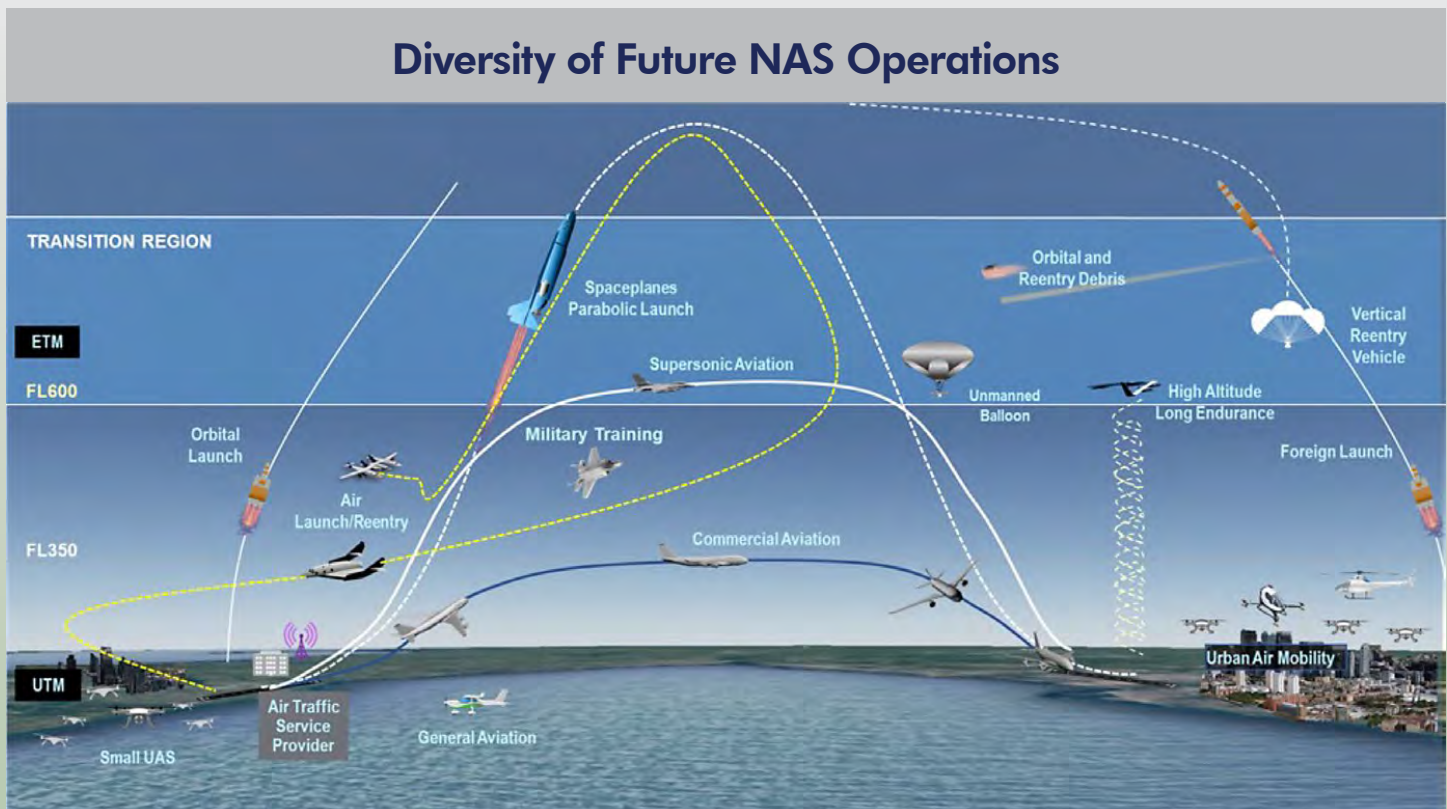 Diversity of Future NAS Operations
TRANSITION REGION
Orbital and
Reentry Debris
Spaceplanes
Parabolic Launch
Vertical
Reentry
Vehicle
ETM
Supersonic Aviation
FL600
Unmanned
Balloon
High Altitude
Long Endurance
Orbital
Launch
Military Training
Foreign Launch
Air
Launch/Reentry
FL350
Commercial Aviation
Urban Air Mobility
UTM
Air Traffic
Service
Provider
General Aviation
Small UAS